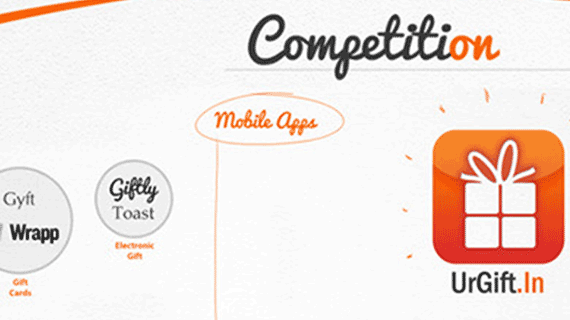 Competition
Mobile Apps
Gyft
Wrapp
Gift
Cards
Giftly
Toast
Electronic
Gift
UrGift.In